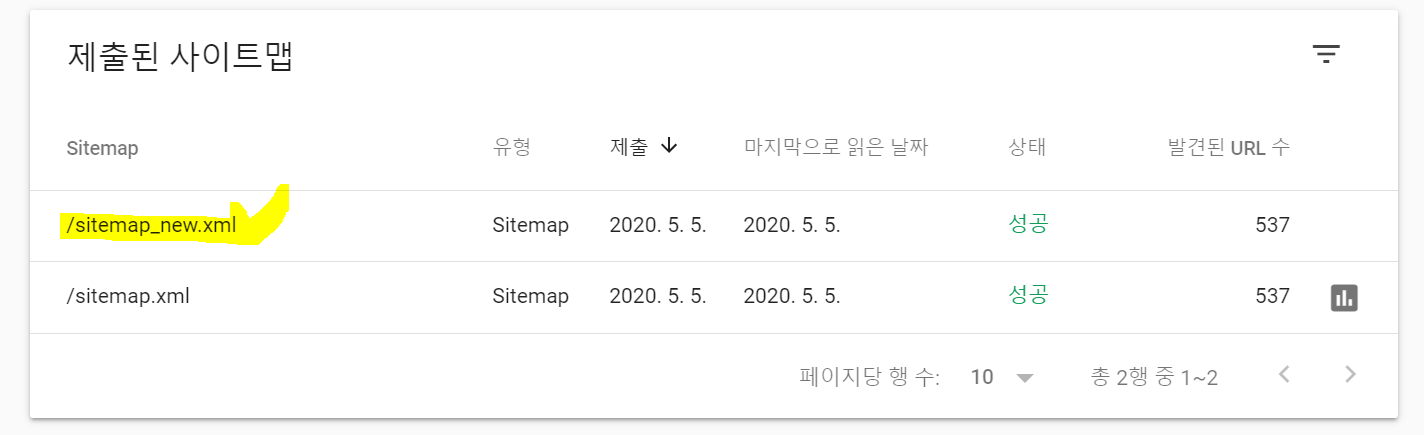 제출된 사이트맵
Sitemap 유형 제출 마지막으로 읽은 날짜 상태 발견된 URL 수
/sitemap_new.xml Sitemap 2020. 5. 5. 2020. 5. 5. 성공 537
/sitemap.xml Sitemap 2020. 5. 5. 2020. 5. 5. 성공 537
페이지당 행 수: 10 총 2행 중 1~2